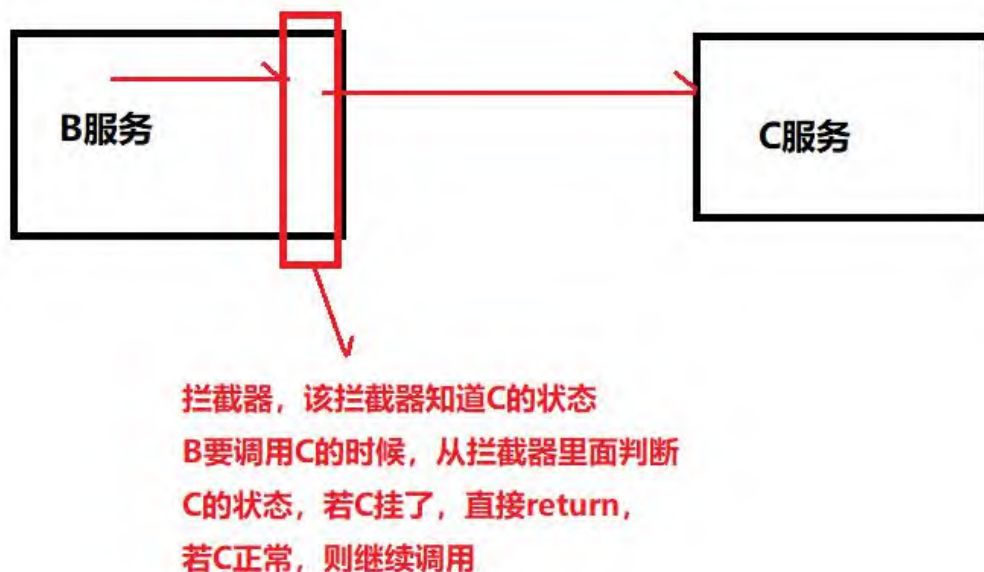 B服务
C服务
拦截器，该拦截器知道C的状态
B要调用C的时候，从拦截器里面判断
C的状态，若C挂了，直接return，
若C正常，则继续调用